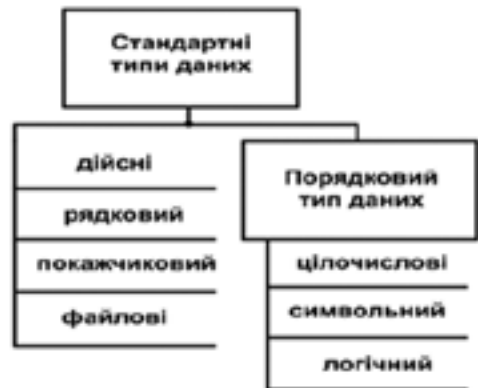 Стандартні
типи даних
дійсні
рядковий
покажчиковий
файлові
Порядковий
тип даних
цілочислові
символьний
логічний